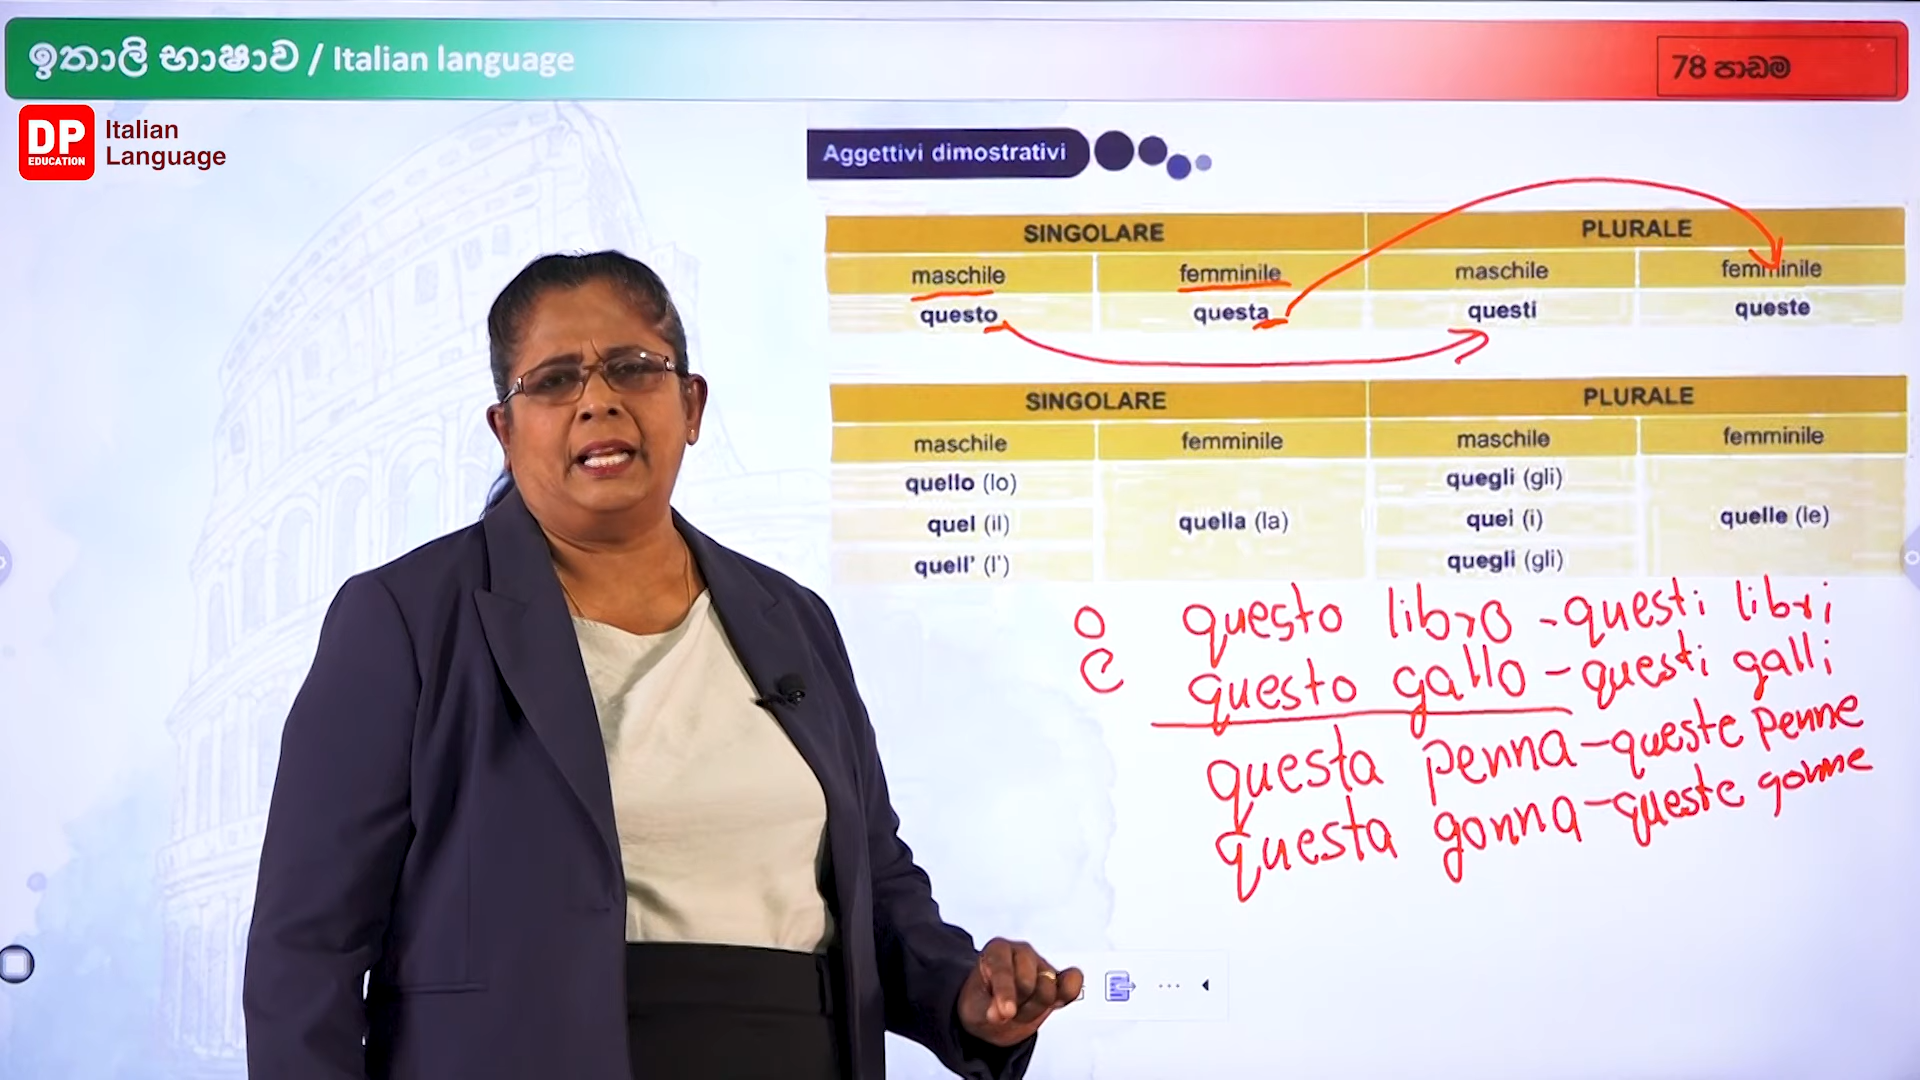 ඉතාලි භාෂාව / Italian language
78 පාඩම
DP
EDUCATION
Italian
Language
Aggettivi dimostrativi
SINGOLARE PLURALE
maschile femminile maschile femminile
questo questa questi queste
SINGOLARE PLURALE
maschile femminile maschile femminile
quello (lo) quegli (gli)
quel (il) quella (la) quei (i) quelle (le)
quell' (l') quegli (gli)
o questo libro - questi libri
e questo gallo - questi galli
questa penna - queste penne
questa gonna - queste gonne